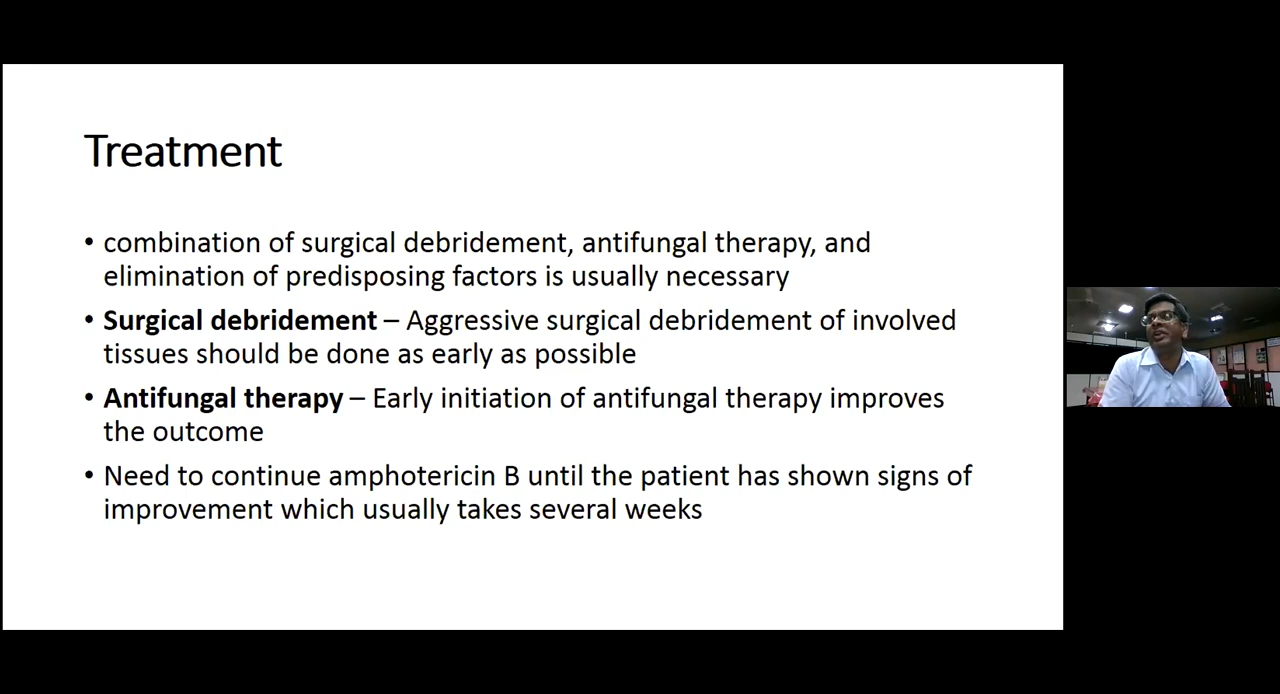 Treatment
• combination of surgical debridement, antifungal therapy, and
elimination of predisposing factors is usually necessary
• Surgical debridement – Aggressive surgical debridement of involved
tissues should be done as early as possible
• Antifungal therapy – Early initiation of antifungal therapy improves
the outcome
• Need to continue amphotericin B until the patient has shown signs of
improvement which usually takes several weeks